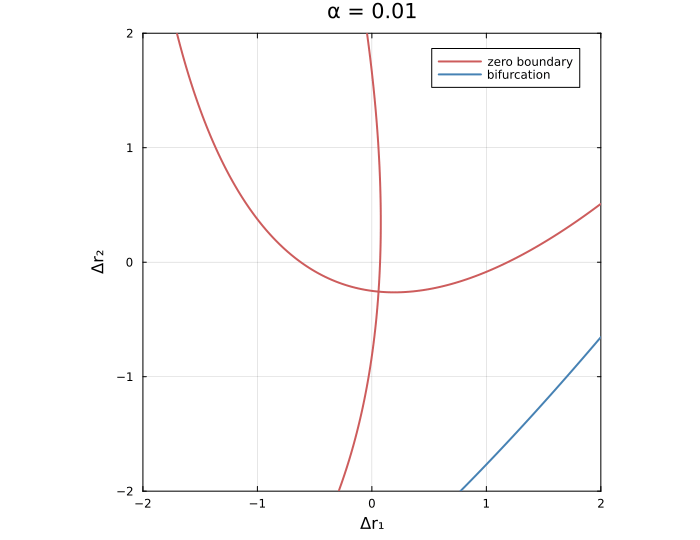 α = 0.01
zero boundary
bifurcation
Δr₂
2
1
0
−1
−2
−2
−1
0
1
2
Δr₁